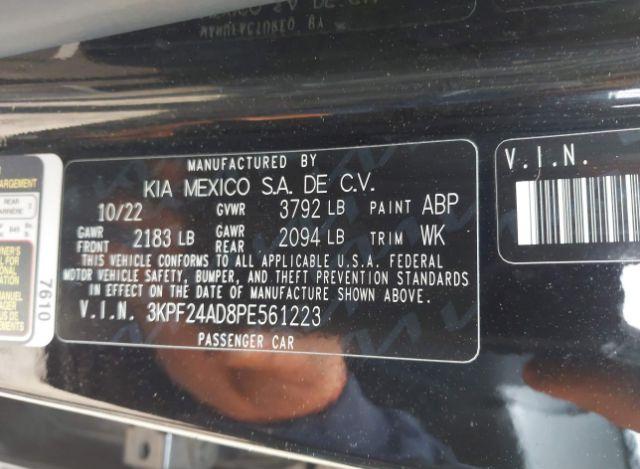 MANUFACTURED BY
KIA MEXICO S.A. DE C.V.
10/22 GVWR 3792 LB PAINT ABP
GAWR FRONT 2183 LB GAWR REAR 2094 LB TRIM WK
THIS VEHICLE CONFORMS TO ALL APPLICABLE U.S.A. FEDERAL
MOTOR VEHICLE SAFETY, BUMPER, AND THEFT PREVENTION STANDARDS
IN EFFECT ON THE DATE OF MANUFACTURE SHOWN ABOVE.
V.I.N. 3KPF24AD8PE561223
PASSENGER CAR
V.I.N.
7610
REAR
MANUEL